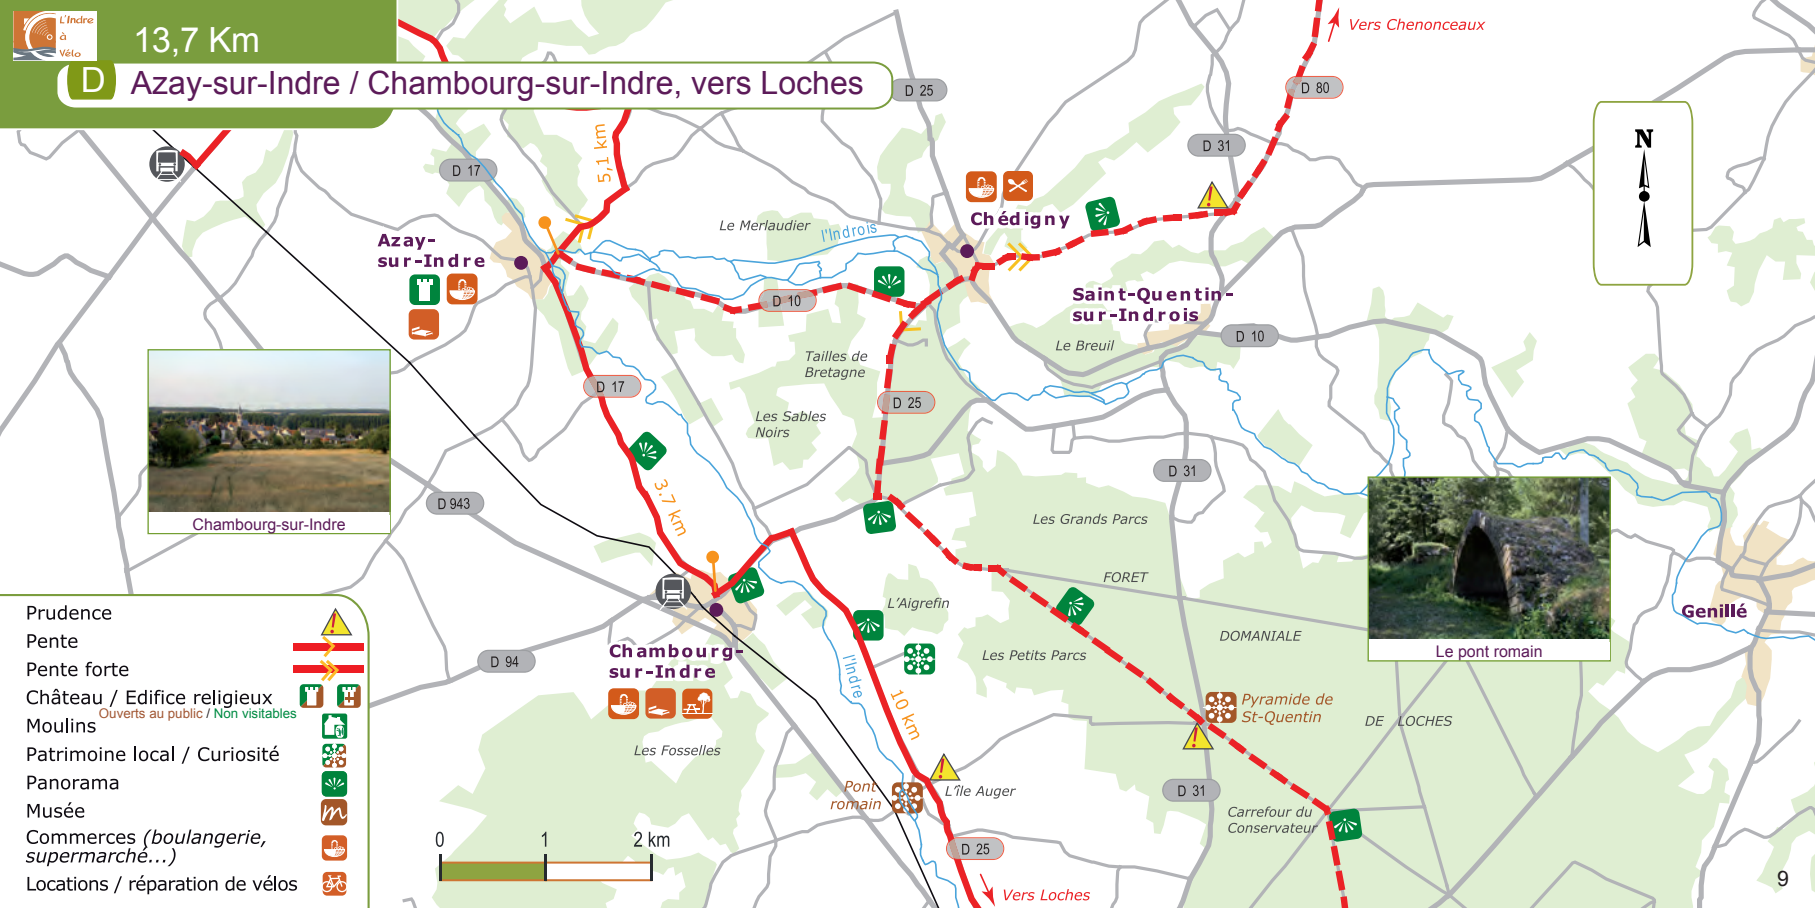 L'Indre
à
Vélo
13,7 Km
D Azay-sur-Indre / Chambourg-sur-Indre, vers Loches
Vers Chenonceaux
D 25
D 80
N
5,1 km
D 31
D 17
Chédigny
Le Merlaudier
l'Indrois
Azay-
sur-Indre
D 10
Saint-Quentin-
sur-Indrois
D 10
Le Breuil
Tailles de
Bretagne
D 17
D 25
Les Sables
Noirs
D 31
3,7 km
D 943
Chambourg-sur-Indre
Les Grands Parcs
FORET
L'Aigrefin
DOMANIALE
Genillé
Le pont romain
Les Petits Parcs
Chambourg-
sur-Indre
D 94
l'Indre
10 km
Pyramide de
St-Quentin
DE LOCHES
Les Fosselles
Pont
romain
L'île Auger
D 31
Carrefour du
Conservateur
D 25
Vers Loches
0 1 2 km
Prudence
Pente
Pente forte
Château / Edifice religieux
Ouverts au public / Non visitables
Moulins
Patrimoine local / Curiosité
Panorama
Musée
m
Commerces (boulangerie,
supermarché...)
Locations / réparation de vélos
9